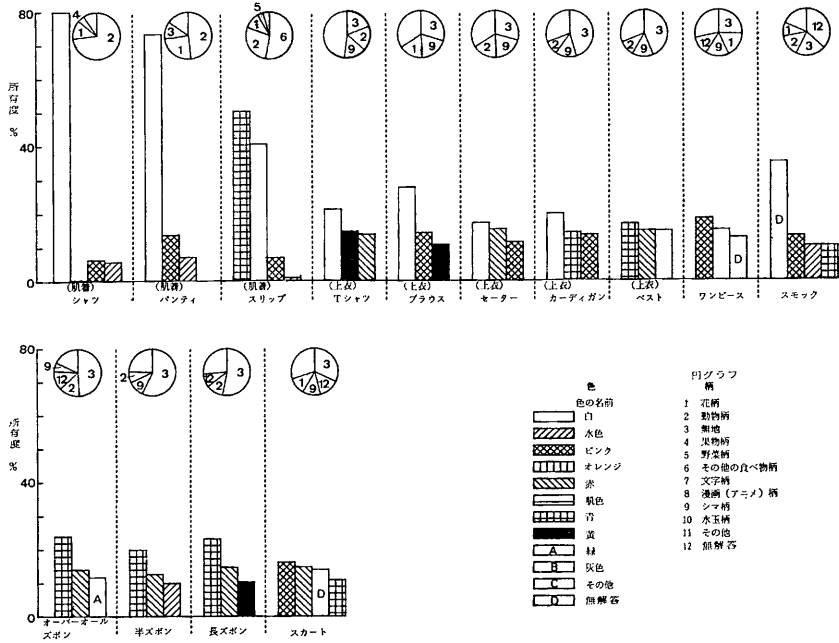 80
40
0
所有度
%
4
1
2
3
2
1
5
1
2
6
3
2
9
3
9
1
3
9
2
3
9
2
3
9
2
3
1
9
12
12
3
2
1
D
D
(肌着)
シャツ
(肌着)
パンティ
(肌着)
スリップ
(上衣)
Tシャツ
(上衣)
ブラウス
(上衣)
セーター
(上衣)
カーディガン
(上衣)
ベスト
ワンピース
スモック
80
40
0
所有度
%
9
12
2
3
2
9
3
12
2
3
3
12
9
1
A
D
オーバーオール
ズボン
半ズボン
長ズボン
スカート
色
色の名前
白
水色
ピンク
オレンジ
赤
肌色
青
黄
A 緑
B 灰色
C その他
D 無解答
円グラフ
柄
1 花柄
2 動物柄
3 無地
4 果物柄
5 野菜柄
6 その他の食べ物柄
7 文字柄
8 漫画(アニメ)柄
9 シマ柄
10 水玉柄
11 その他
12 無解答